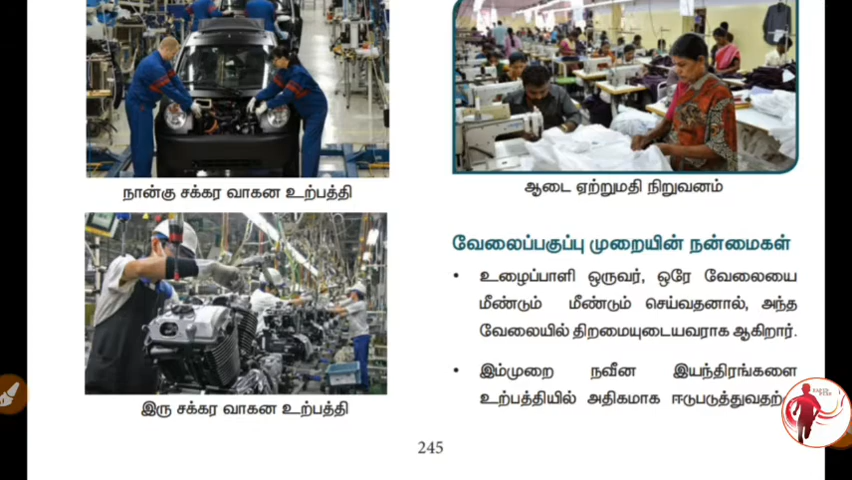 நான்கு சக்கர வாகன உற்பத்தி
இரு சக்கர வாகன உற்பத்தி
ஆடை ஏற்றுமதி நிறுவனம்
வேலைப்பகுப்பு முறையின் நன்மைகள்
• உழைப்பாளி ஒருவர், ஒரே வேலையை
மீண்டும் மீண்டும் செய்வதனால், அந்த
வேலையில் திறமையுடையவராக ஆகிறார்.
• இம்முறை நவீன இயந்திரங்களை
உற்பத்தியில் அதிகமாக ஈடுபடுத்துவதற்
245